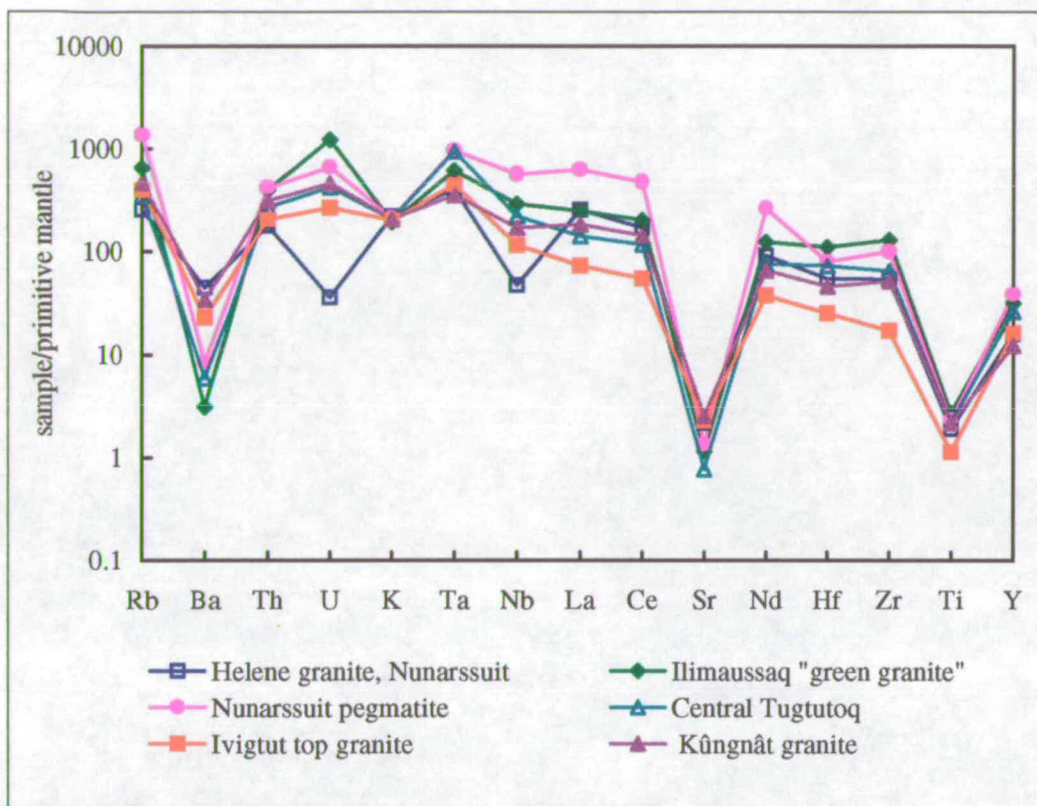 10000
1000
100
10
1
0.1
sample/primitive mantle
Rb Ba Th U K Ta Nb La Ce Sr Nd Hf Zr Ti Y
Helene granite, Nunarssuit
Ilimaussaq "green granite"
Nunarssuit pegmatite
Central Tugtutoq
Ivigtut top granite
Kûngnât granite